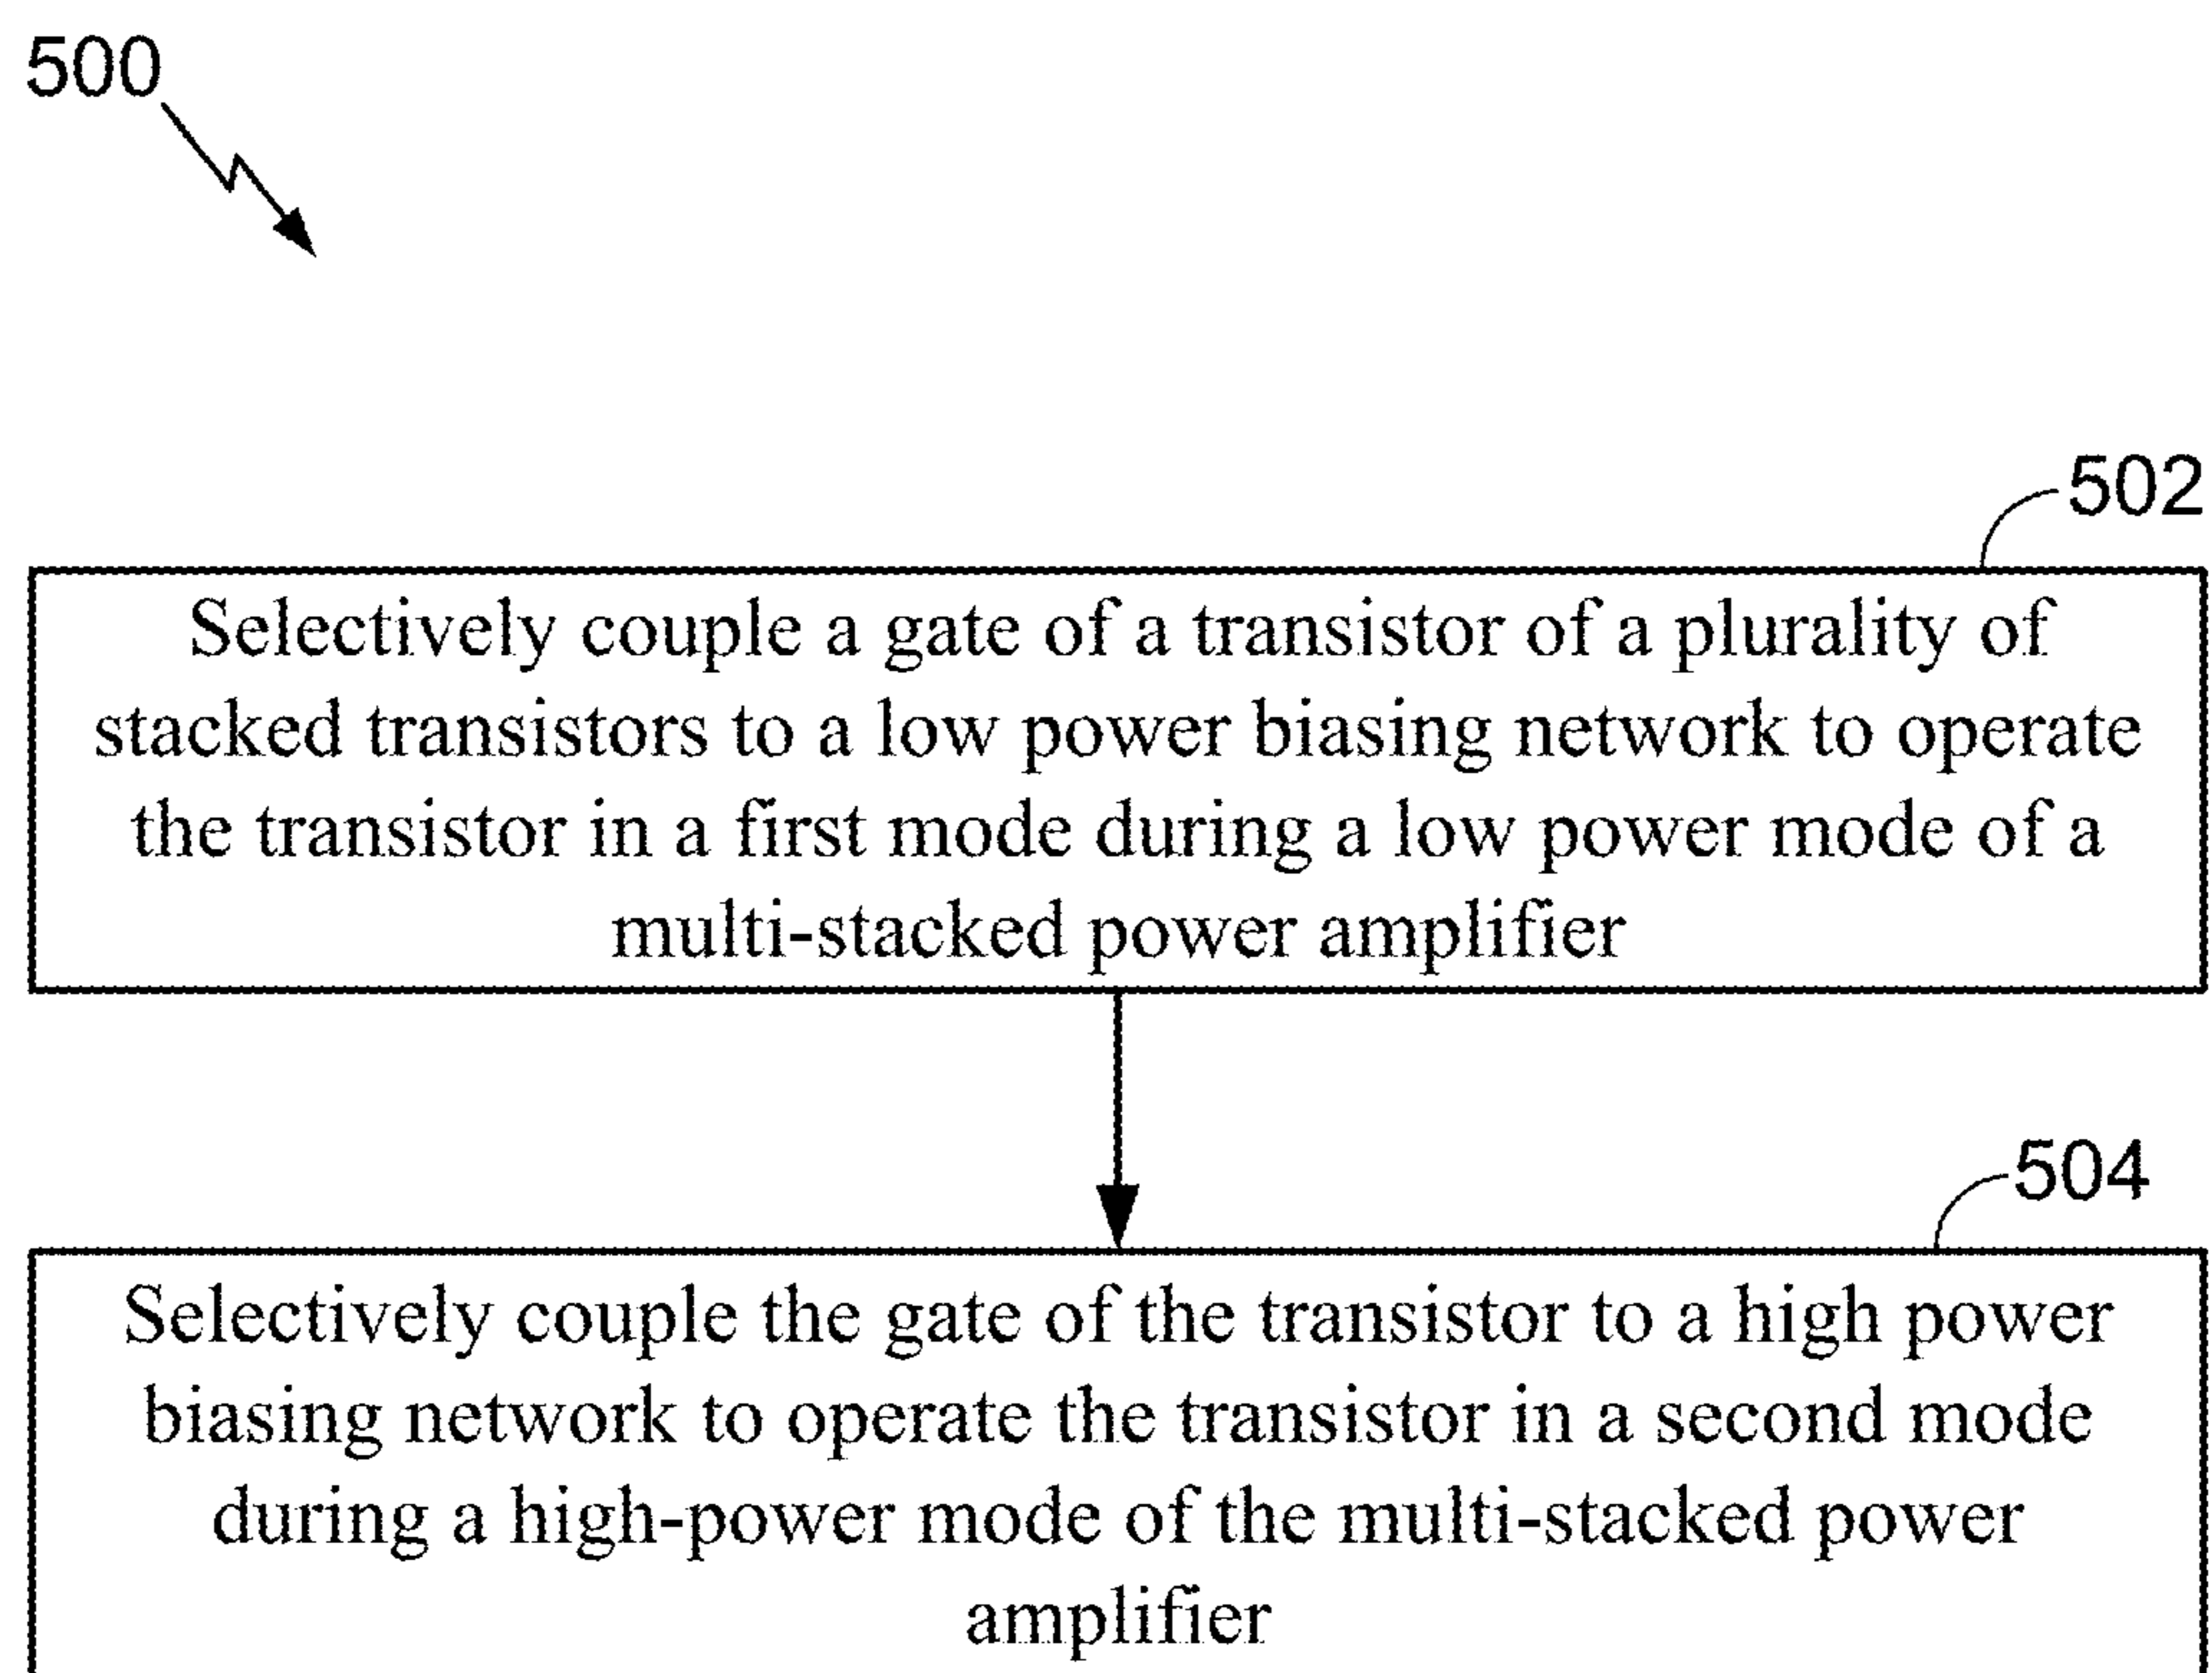 500
502
Selectively couple a gate of a transistor of a plurality of
stacked transistors to a low power biasing network to operate
the transistor in a first mode during a low power mode of a
multi-stacked power amplifier
504
Selectively couple the gate of the transistor to a high power
biasing network to operate the transistor in a second mode
during a high-power mode of the multi-stacked power
amplifier